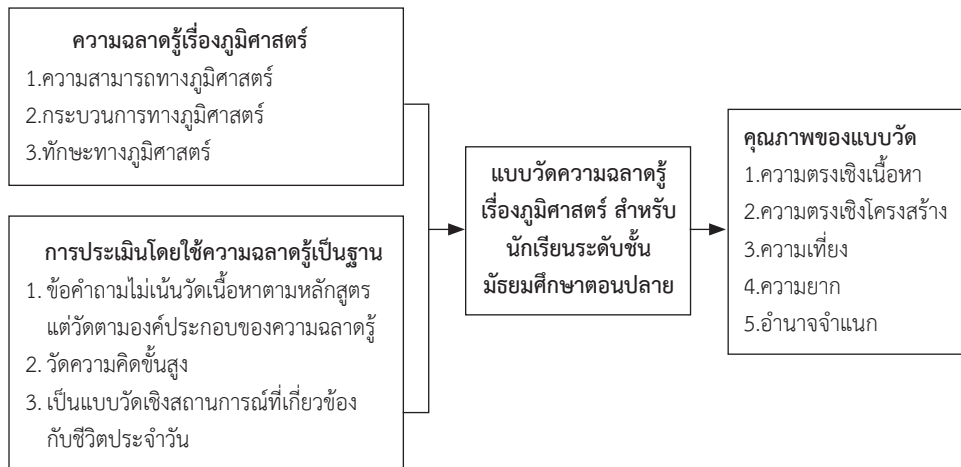 ความฉลาดรู้เรื่องภูมิศาสตร์
1.ความสามารถทางภูมิศาสตร์
2.กระบวนการทางภูมิศาสตร์
3.ทักษะทางภูมิศาสตร์
การประเมินโดยใช้ความฉลาดรู้เป็นฐาน
1. ข้อคำถามไม่เน้นวัดเนื้อหาตามหลักสูตร
แต่วัดตามองค์ประกอบของความฉลาดรู้
2. วัดความคิดขั้นสูง
3. เป็นแบบวัดเชิงสถานการณ์ที่เกี่ยวข้อง
กับชีวิตประจำวัน
แบบวัดความฉลาดรู้
เรื่องภูมิศาสตร์ สำหรับ
นักเรียนระดับชั้น
มัธยมศึกษาตอนปลาย
คุณภาพของแบบวัด
1.ความตรงเชิงเนื้อหา
2.ความตรงเชิงโครงสร้าง
3.ความเที่ยง
4.ความยาก
5.อำนาจจำแนก